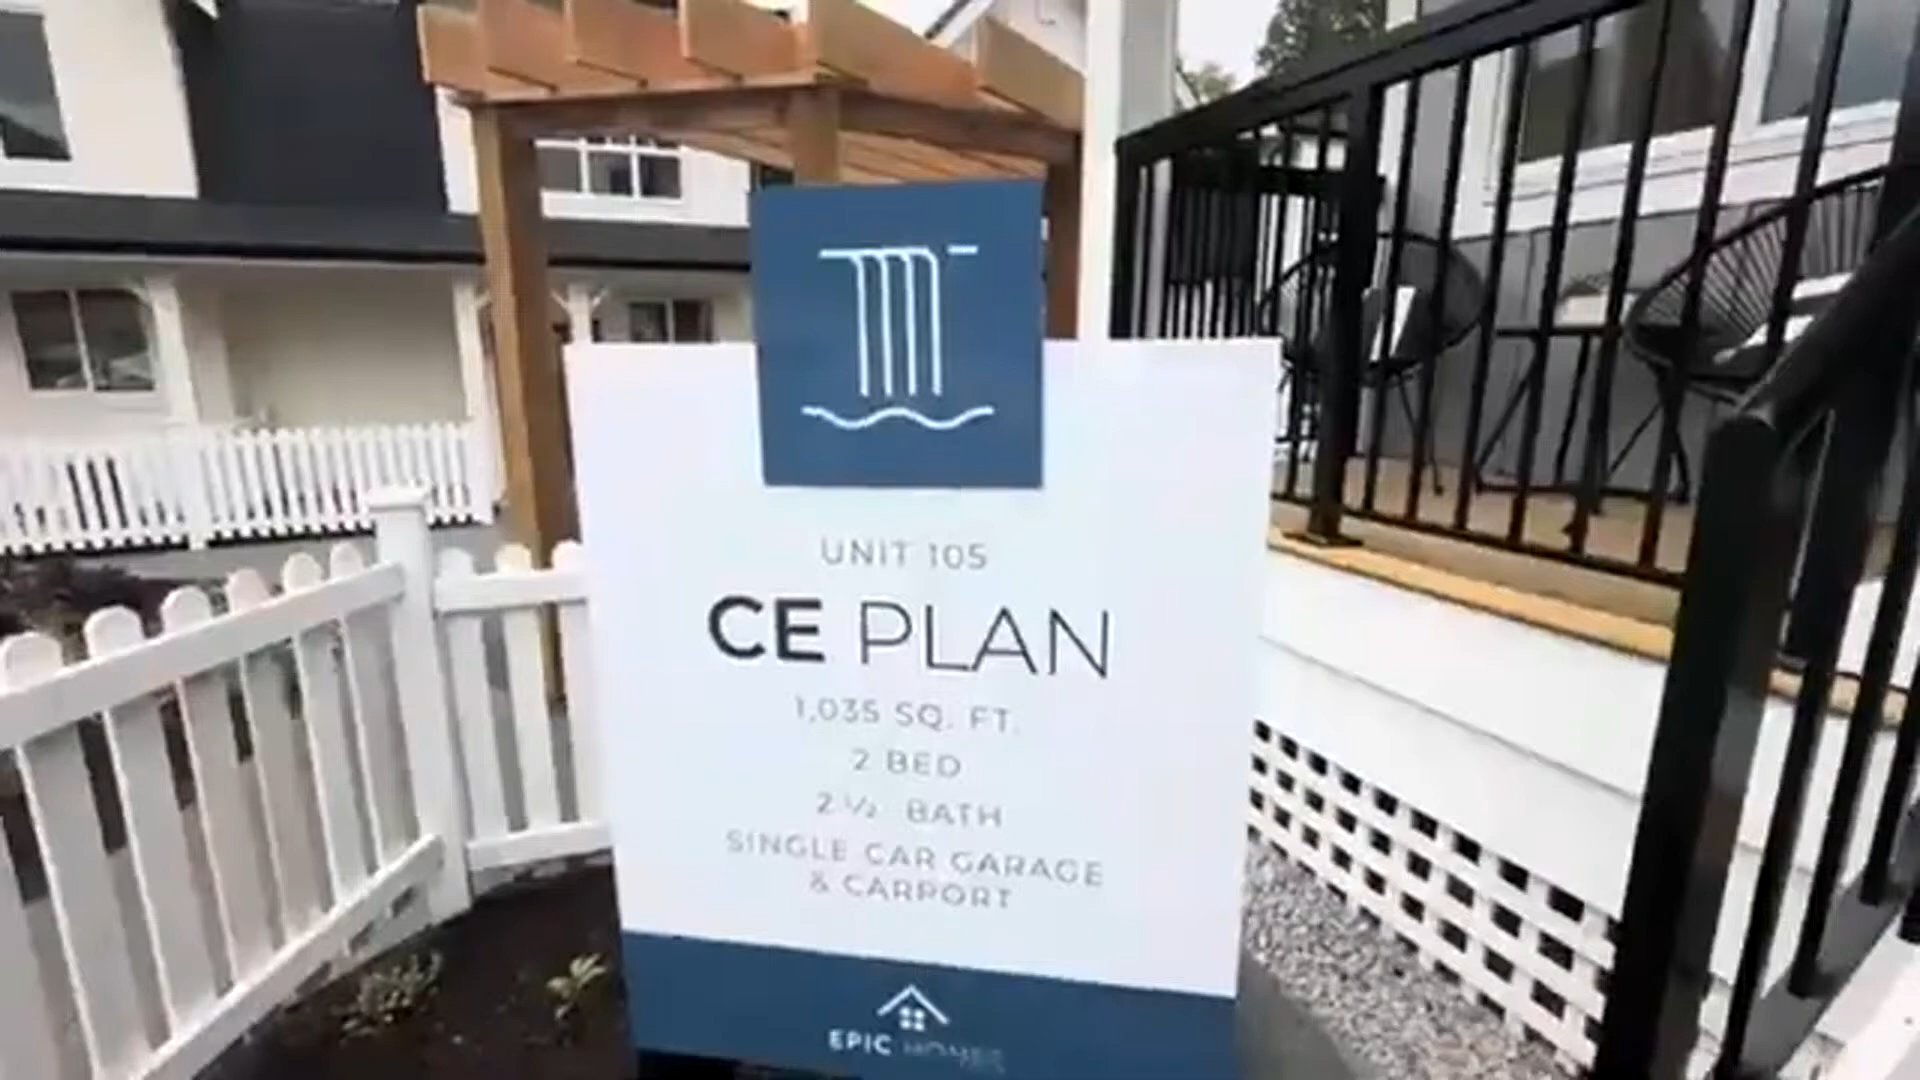 UNIT 105
CE PLAN
1,035 SQ. FT.
2 BED
2 ½ BATH
SINGLE CAR GARAGE
& CARPORT
EPIC HOMES